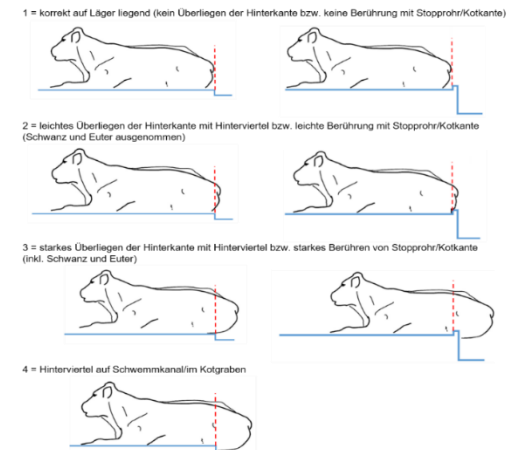 1 = korrekt auf Läger liegend (kein Überliegen der Hinterkante bzw. keine Berührung mit Stopprohr/Kotkante)
2 = leichtes Überliegen der Hinterkante mit Hinterviertel bzw. leichte Berührung mit Stopprohr/Kotkante
(Schwanz und Euter ausgenommen)
3 = starkes Überliegen der Hinterkante mit Hinterviertel bzw. starkes Berühren von Stopprohr/Kotkante
(inkl. Schwanz und Euter)
4 = Hinterviertel auf Schwemmkanal/im Kotgraben